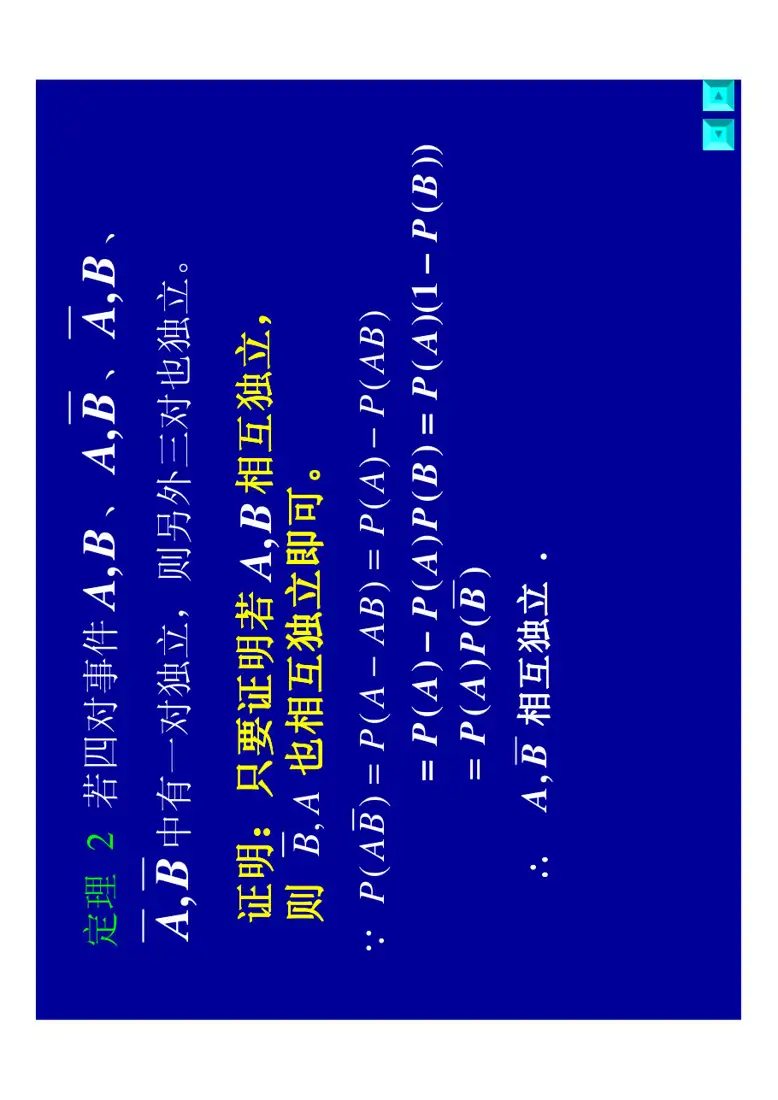 定理 2 若四对事件 A,B、A,B̅、A̅,B、
A̅,B̅ 中有一对独立，则另外三对也独立。
证明：只要证明若 A,B 相互独立，
则 B̅, A 也相互独立即可。
∵ P(AB̅) = P(A − AB) = P(A) − P(AB)
= P(A) − P(A)P(B) = P(A)(1 − P(B))
= P(A)P(B̅)
∴ A,B̅ 相互独立 .